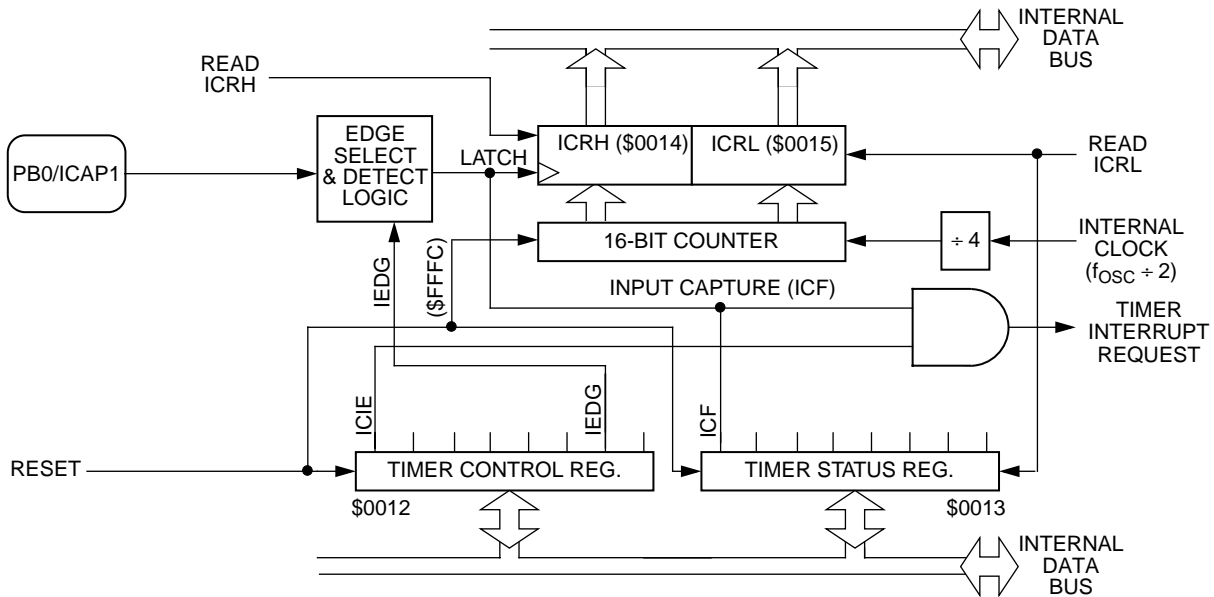 INTERNAL
DATA
BUS
READ
ICRH
EDGE
SELECT
& DETECT
LOGIC
PB0/ICAP1
LATCH
ICRH ($0014)
ICRL ($0015)
READ
ICRL
16-BIT COUNTER
÷ 4
INTERNAL
CLOCK
(fOSC ÷ 2)
IEDG
($FFFC)
INPUT CAPTURE (ICF)
TIMER
INTERRUPT
REQUEST
ICIE
IEDG
ICF
RESET
TIMER CONTROL REG.
TIMER STATUS REG.
$0012
$0013
INTERNAL
DATA
BUS